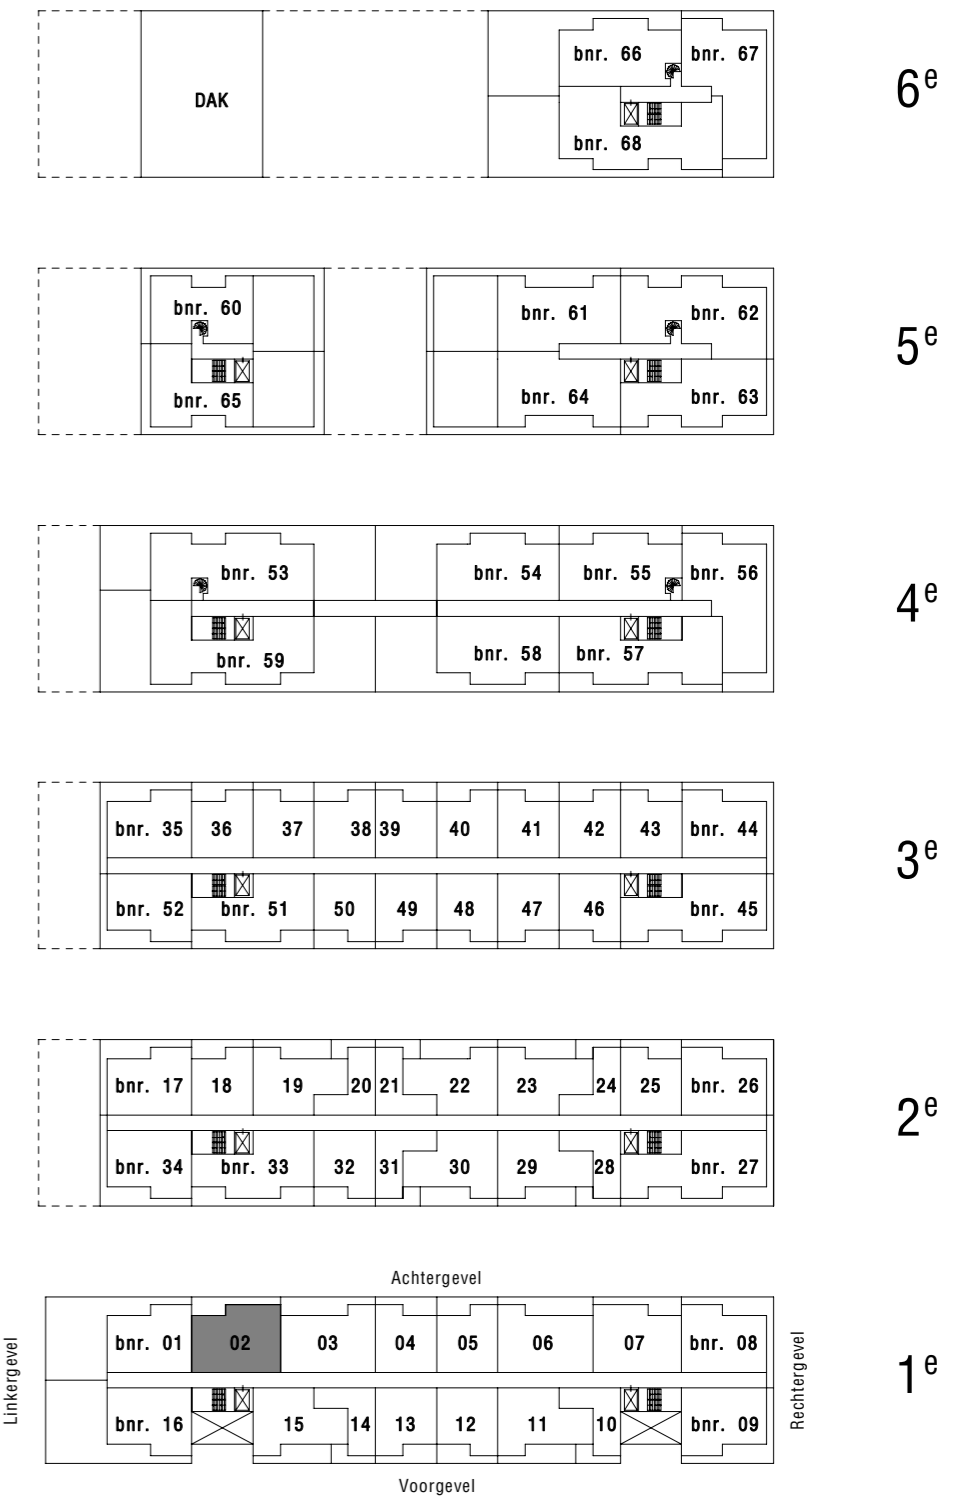 bnr. 66 bnr. 67
DAK
bnr. 68
6e
bnr. 60 bnr. 61 bnr. 62
bnr. 65 bnr. 64 bnr. 63
5e
bnr. 53 bnr. 54 bnr. 55 bnr. 56
bnr. 59 bnr. 58 bnr. 57
4e
bnr. 35 36 37 38 39 40 41 42 43 bnr. 44
bnr. 52 bnr. 51 50 49 48 47 46 bnr. 45
3e
bnr. 17 18 19 20 21 22 23 24 25 bnr. 26
bnr. 34 bnr. 33 32 31 30 29 28 bnr. 27
2e
Achtergevel
bnr. 01 02 03 04 05 06 07 bnr. 08
bnr. 16 15 14 13 12 11 10 bnr. 09
1e
Linkergevel
Rechtergevel
Voorgevel